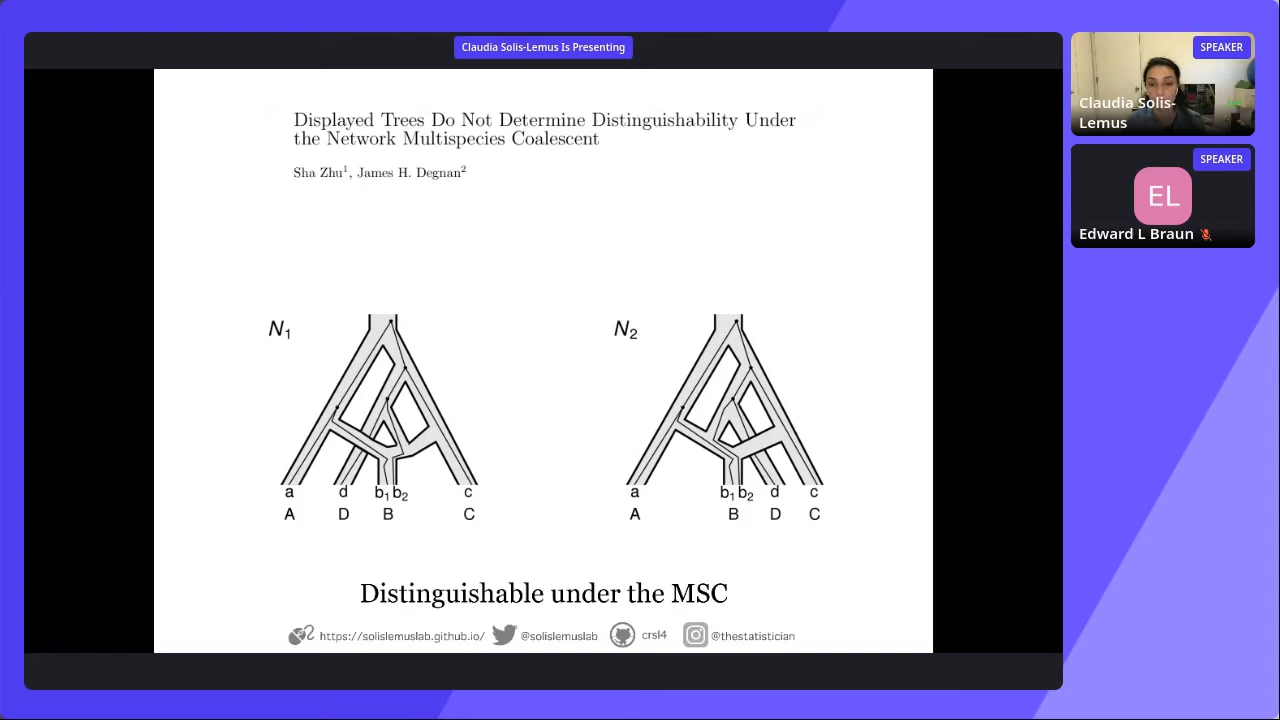 Claudia Solis-Lemus Is Presenting
Displayed Trees Do Not Determine Distinguishability Under
the Network Multispecies Coalescent
Sha Zhu1, James H. Degnan2
N1
N2
a d b1 b2 c
A D B C
a b1 b2 d c
A B D C
Distinguishable under the MSC
https://solislemuslab.github.io/ @solislemuslab crsl4 @thestatistician
SPEAKER
Claudia Solis-
Lemus
SPEAKER
EL
Edward L Braun